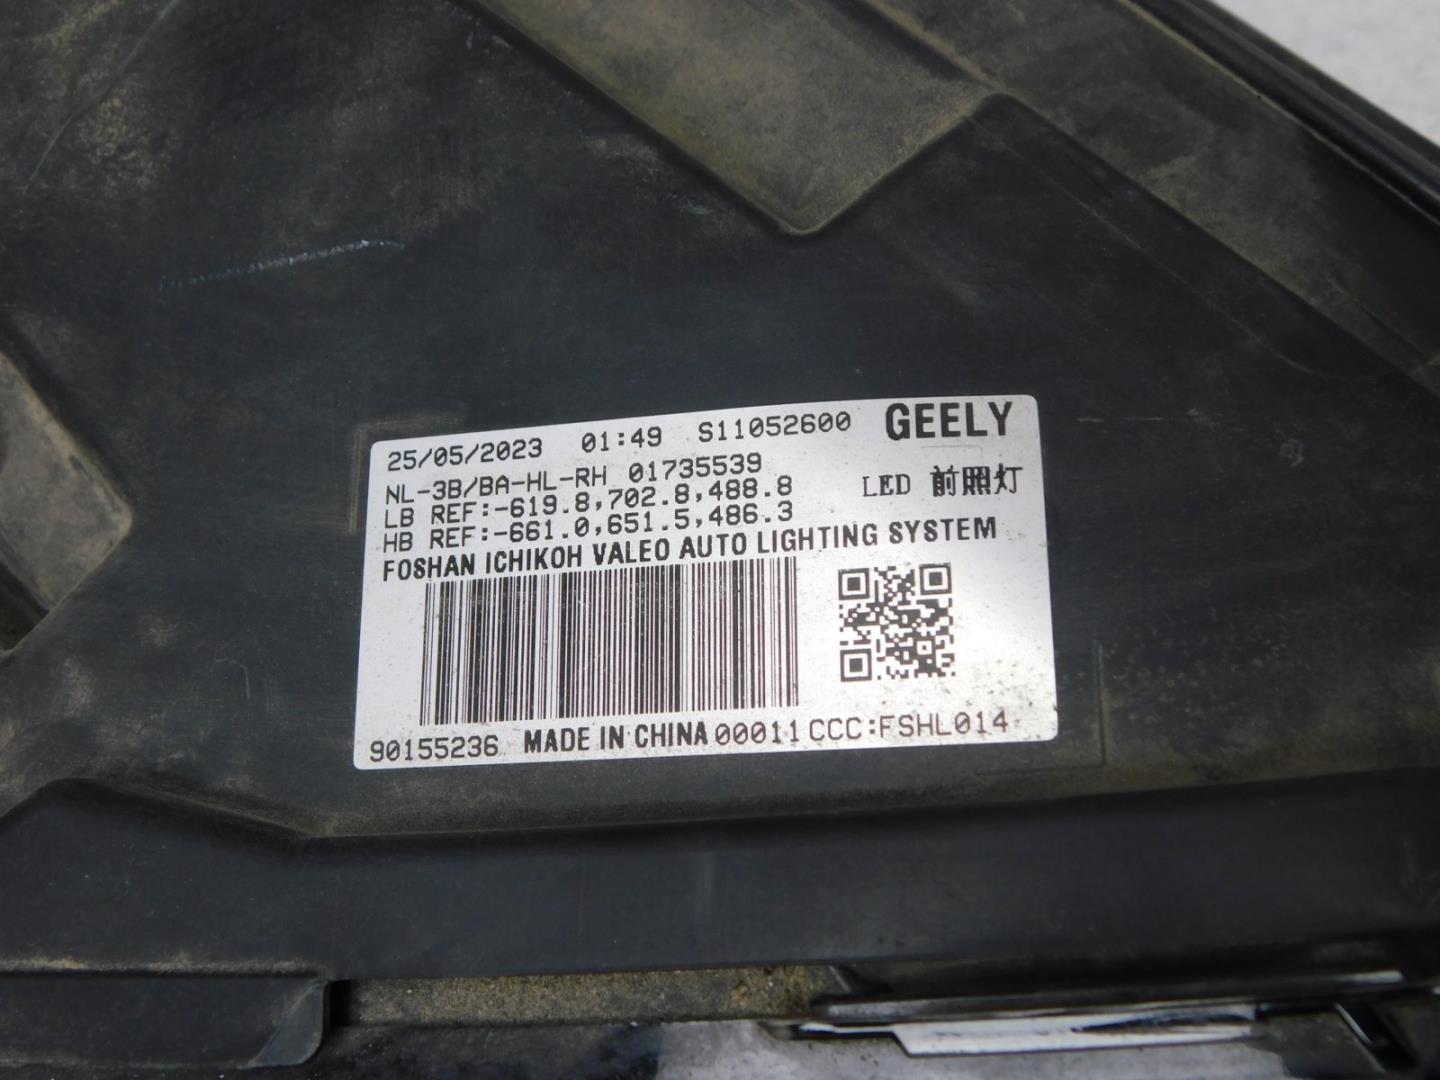 25/05/2023 01:49 S11052600 GEELY
NL-3B/BA-HL-RH 01735539
LB REF:-619.8,702.8,488.8 LED 前照灯
HB REF:-661.0,651.5,486.3
FOSHAN ICHIKOH VALEO AUTO LIGHTING SYSTEM
90155236 MADE IN CHINA 00011 CCC:FSHL014